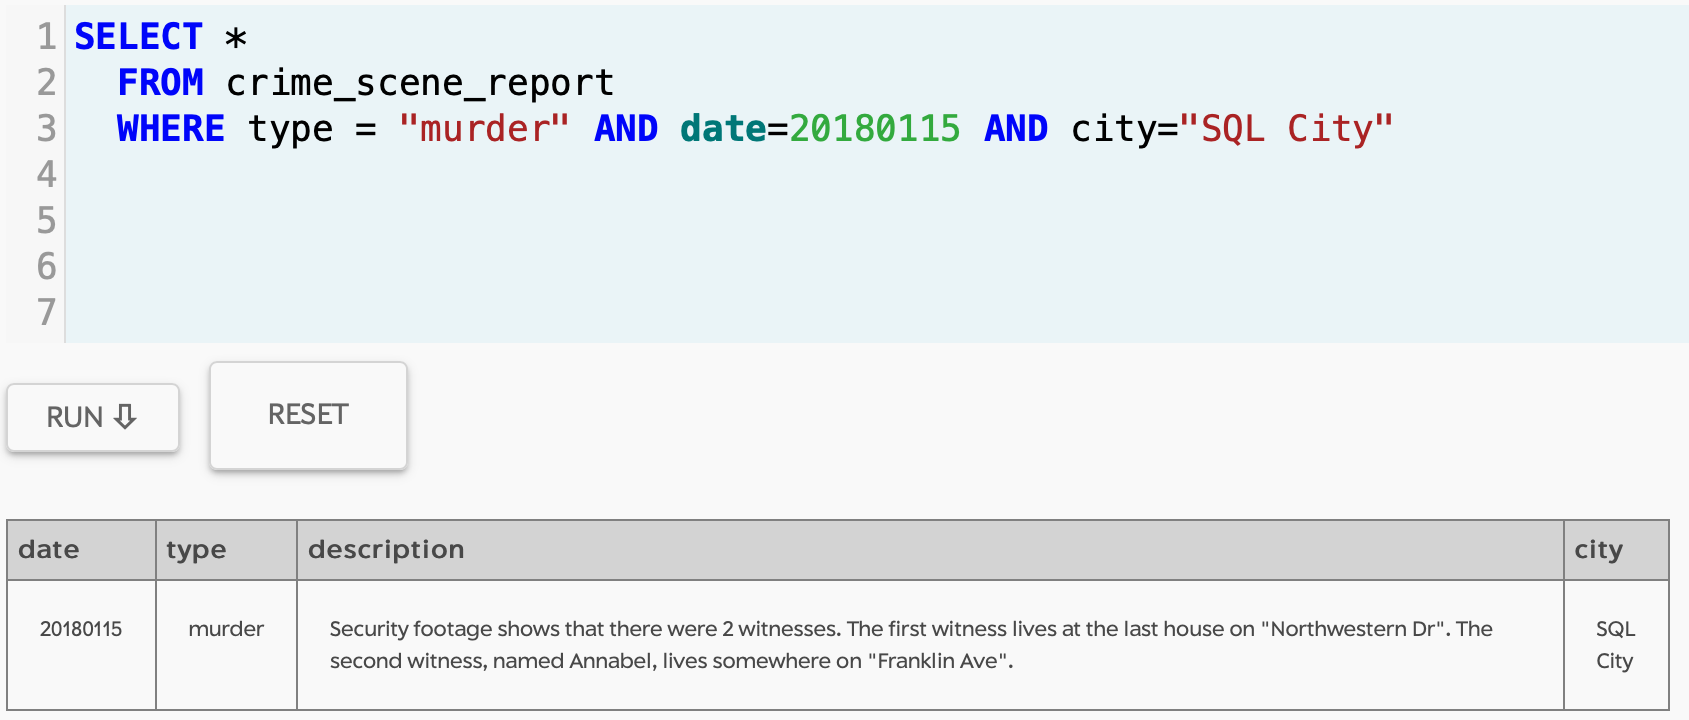 1 SELECT *
2   FROM crime_scene_report
3   WHERE type = "murder" AND date=20180115 AND city="SQL City"
4
5
6
7
RUN ⇩ RESET
date type description city
20180115 murder Security footage shows that there were 2 witnesses. The first witness lives at the last house on "Northwestern Dr". The SQL
second witness, named Annabel, lives somewhere on "Franklin Ave". City